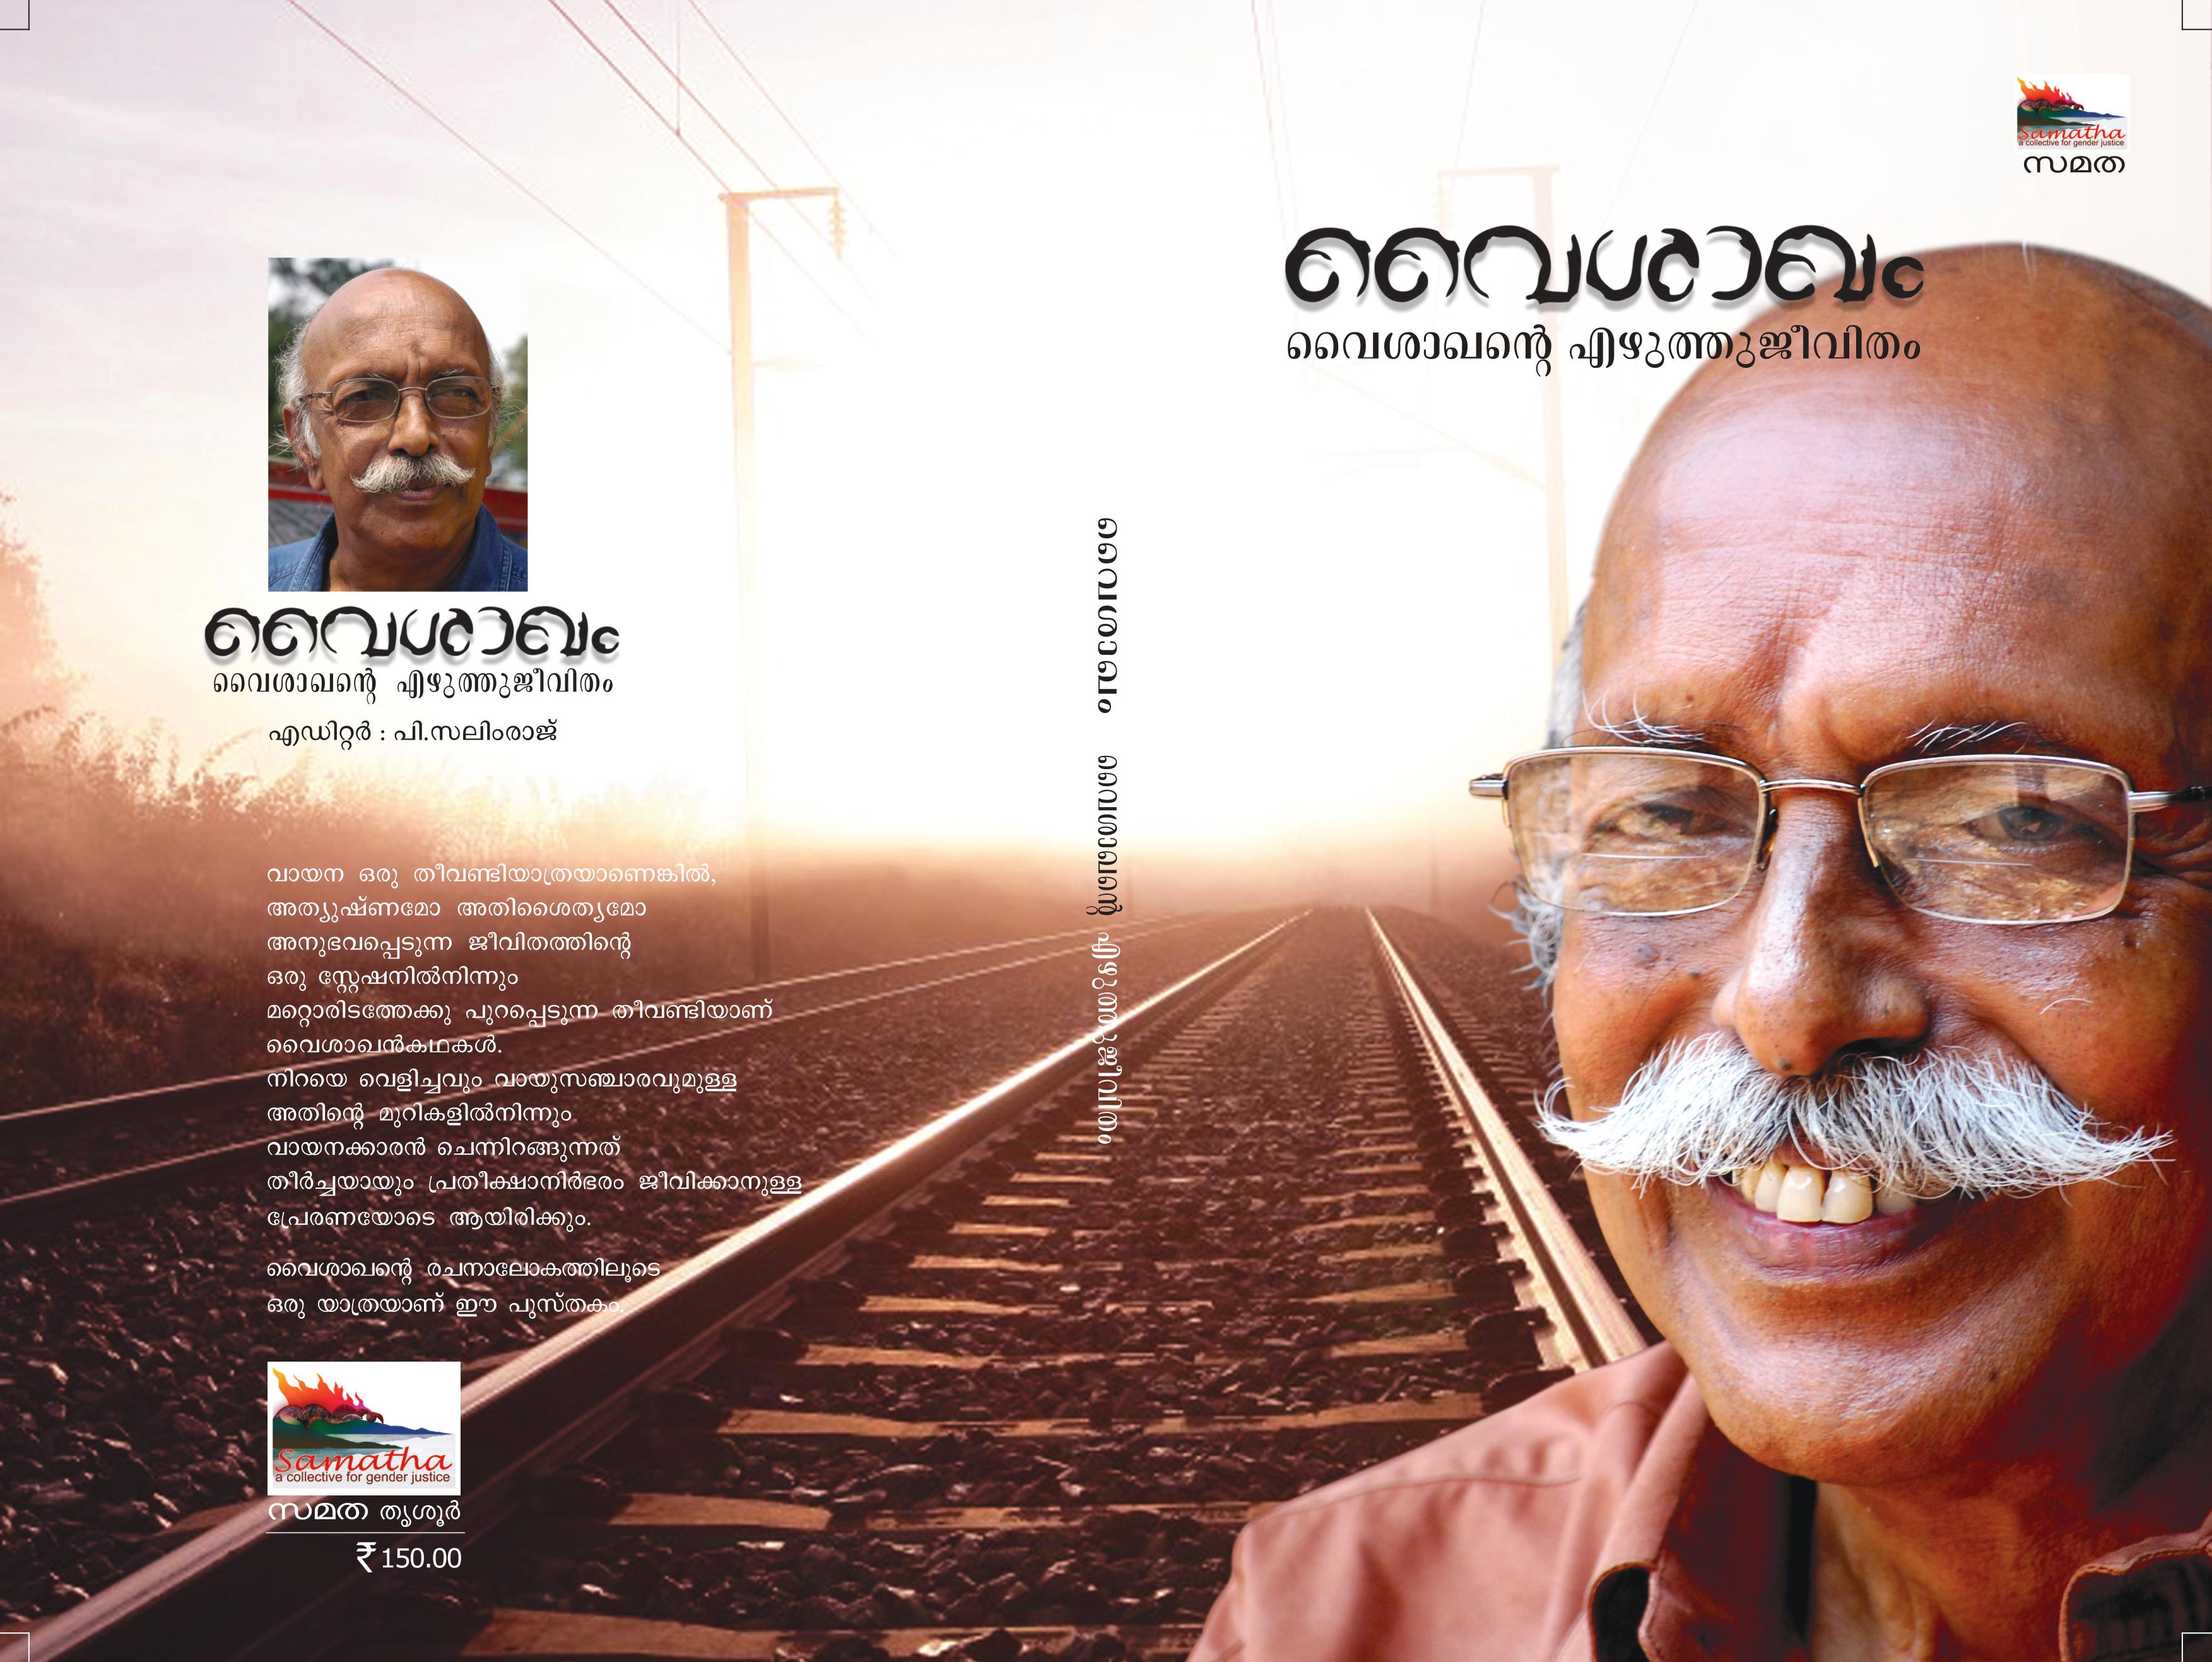 വൈശാഖം
വൈശാഖന്റെ എഴുത്തുജീവിതം
എഡിറ്റർ : പി.സലിംരാജ്
വായന ഒരു തീവണ്ടിയാത്രയാണെങ്കിൽ,
അത്യുഷ്ണമോ അതിശൈത്യമോ
അനുഭവപ്പെടുന്ന ജീവിതത്തിന്റെ
ഒരു സ്റ്റേഷനിൽനിന്നും
മറ്റൊരിടത്തേക്കു പുറപ്പെടുന്ന തീവണ്ടിയാണ്
വൈശാഖൻകഥകൾ.
നിറയെ വെളിച്ചവും വായുസഞ്ചാരവുമുള്ള
അതിന്റെ മുറികളിൽനിന്നും
വായനക്കാരൻ ചെന്നിറങ്ങുന്നത്
തീർച്ചയായും പ്രതീക്ഷാനിർഭരം ജീവിക്കാനുള്ള
പ്രേരണയോടെ ആയിരിക്കും.
വൈശാഖന്റെ രചനാലോകത്തിലൂടെ
ഒരു യാത്രയാണ് ഈ പുസ്തകം.
Samatha
a collective for gender justice
സമത തൃശൂർ
₹150.00
വൈശാഖം വൈശാഖന്റെ എഴുത്തുജീവിതം
Samatha
a collective for gender justice
സമത
വൈശാഖം
വൈശാഖന്റെ എഴുത്തുജീവിതം